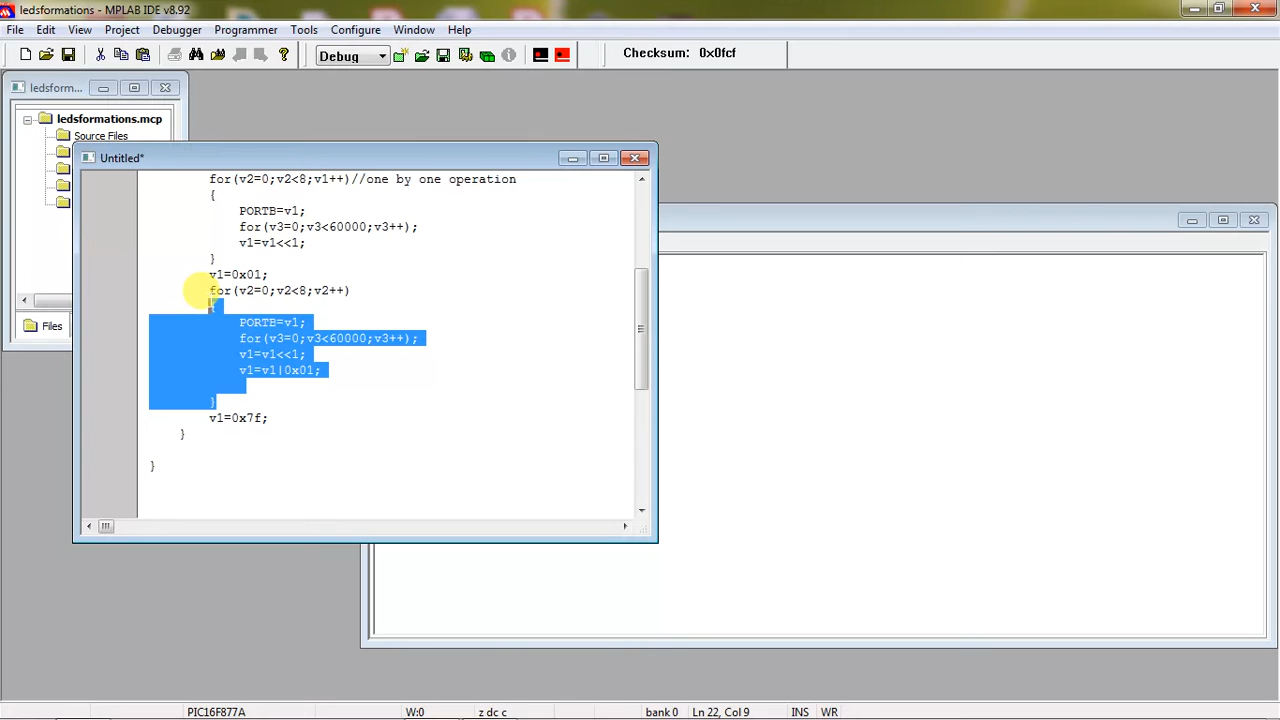 ledsformations - MPLAB IDE v8.92
File Edit View Project Debugger Programmer Tools Configure Window Help
Debug
Checksum: 0x0fcf
ledsform...
ledsformations.mcp
Source Files
Files
Untitled*
for(v2=0;v2<8;v1++)//one by one operation
{
PORTB=v1;
for(v3=0;v3<60000;v3++);
v1=v1<<1;
}
v1=0x01;
for(v2=0;v2<8;v2++)
{
PORTB=v1;
for(v3=0;v3<60000;v3++);
v1=v1<<1;
v1=v1|0x01;
}
v1=0x7f;
}
}
PIC16F877A W:0 z dc c bank 0 Ln 22, Col 9 INS WR